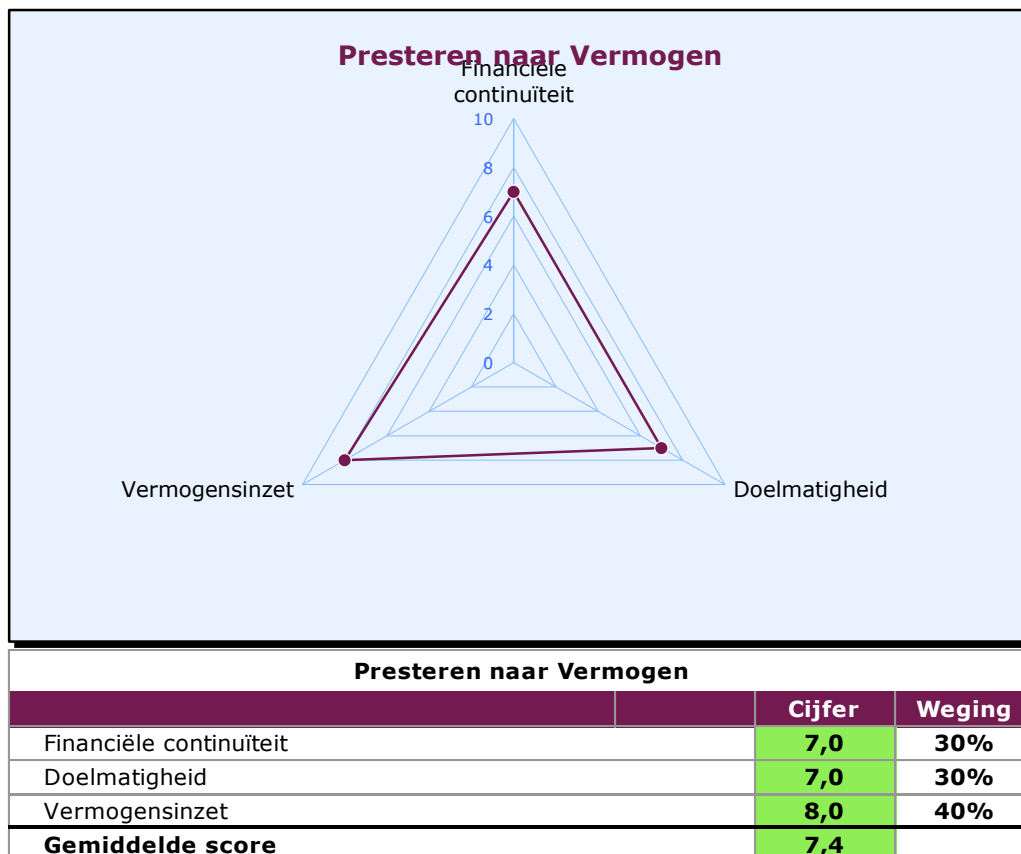 Presteren naar Vermogen
Financiële
continuïteit
10
8
6
4
2
0
Vermogensinzet
Doelmatigheid
Presteren naar Vermogen
Cijfer Weging
Financiële continuïteit 7,0 30%
Doelmatigheid 7,0 30%
Vermogensinzet 8,0 40%
Gemiddelde score 7,4